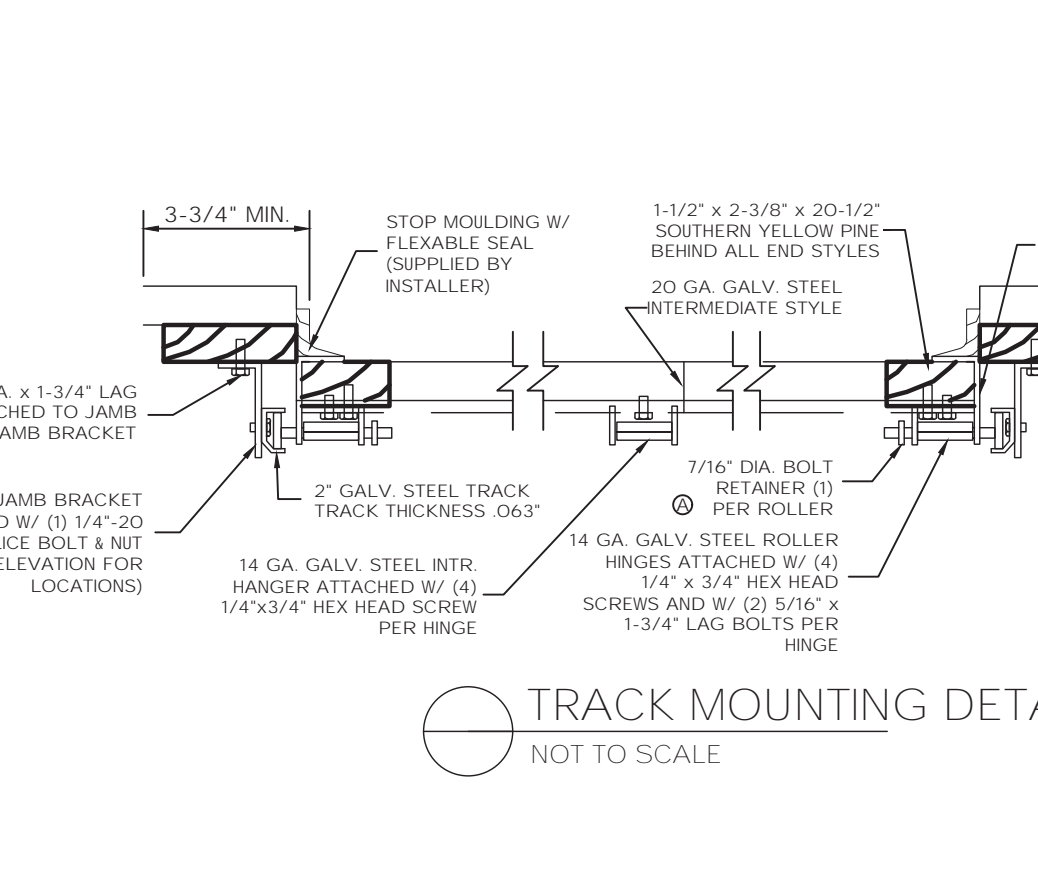 3-3/4" MIN.
STOP MOULDING W/
FLEXABLE SEAL
(SUPPLIED BY
INSTALLER)
1-1/2" x 2-3/8" x 20-1/2"
SOUTHERN YELLOW PINE
BEHIND ALL END STYLES
20 GA. GALV. STEEL
INTERMEDIATE STYLE
A. x 1-3/4" LAG
CHED TO JAMB
AMB BRACKET
JAMB BRACKET
D W/ (1) 1/4"-20
LICE BOLT & NUT
ELEVATION FOR
LOCATIONS)
2" GALV. STEEL TRACK
TRACK THICKNESS .063"
14 GA. GALV. STEEL INTR.
HANGER ATTACHED W/ (4)
1/4"x3/4" HEX HEAD SCREW
PER HINGE
7/16" DIA. BOLT
RETAINER (1)
PER ROLLER
A
14 GA. GALV. STEEL ROLLER
HINGES ATTACHED W/ (4)
1/4" x 3/4" HEX HEAD
SCREWS AND W/ (2) 5/16" x
1-3/4" LAG BOLTS PER
HINGE
TRACK MOUNTING DETA
NOT TO SCALE